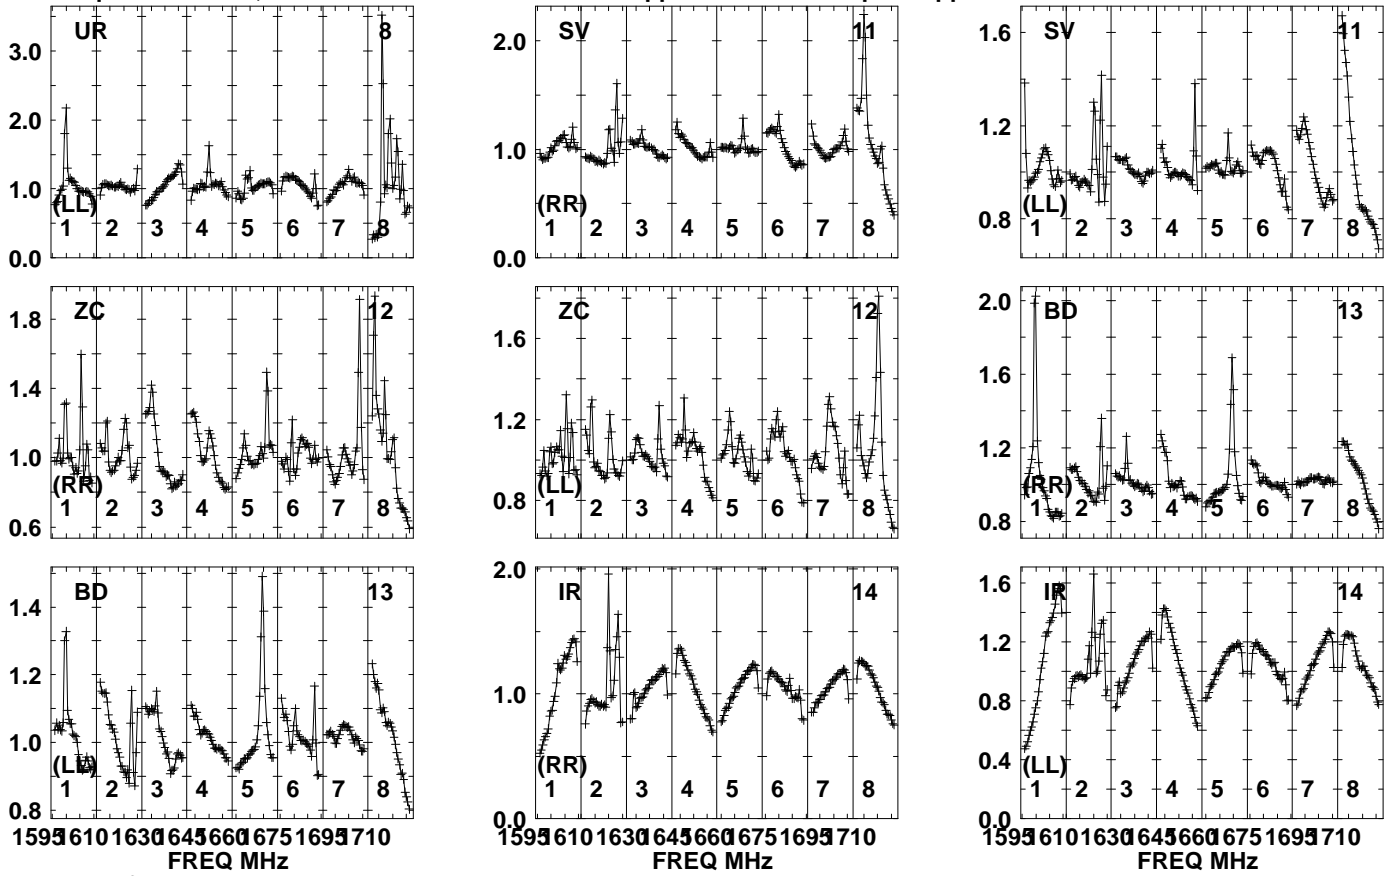 UR 8
3.0
2.0
1.0
0.0
(LL)
1 2 3 4 5 6 7 8
SV 11
2.0
1.0
0.0
(RR)
1 2 3 4 5 6 7 8
SV 11
1.6
1.2
0.8
(LL)
1 2 3 4 5 6 7 8
ZC 12
1.8
1.4
1.0
0.6
(RR)
1 2 3 4 5 6 7 8
ZC 12
1.6
1.2
0.8
(LL)
1 2 3 4 5 6 7 8
BD 13
2.0
1.6
1.2
0.8
(RR)
1 2 3 4 5 6 7 8
BD 13
1.4
1.2
1.0
0.8
(LL)
1 2 3 4 5 6 7 8
1595 1610 1630 1645 1660 1675 1695 1710
FREQ MHz
IR 14
2.0
1.0
0.0
(RR)
1 2 3 4 5 6 7 8
1595 1610 1630 1645 1660 1675 1695 1710
FREQ MHz
IR 14
1.6
1.2
0.8
0.4
0.0
(LL)
1 2 3 4 5 6 7 8
1595 1610 1630 1645 1660 1675 1695 1710
FREQ MHz